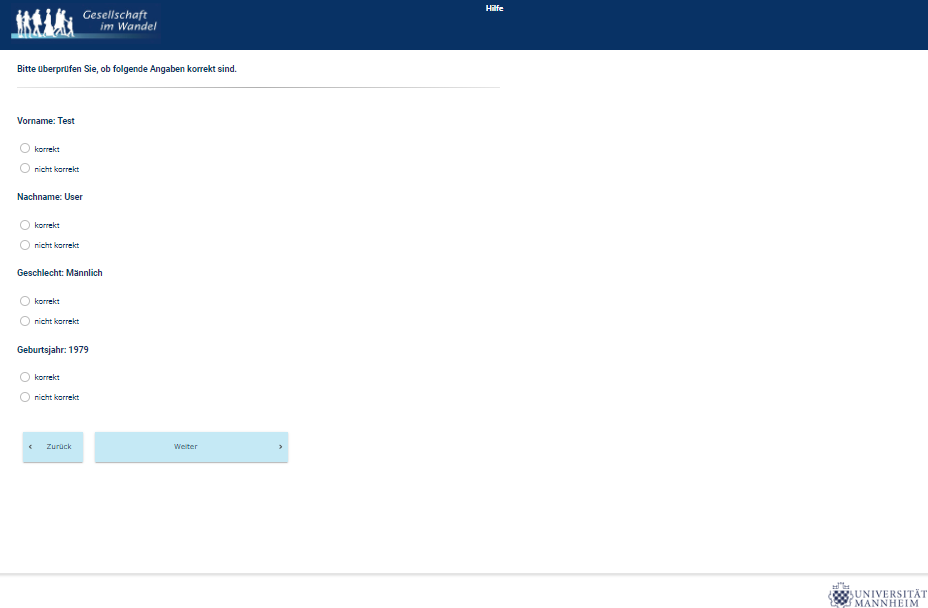 Gesellschaft
im Wandel
Hilfe
Bitte überprüfen Sie, ob folgende Angaben korrekt sind.
Vorname: Test
korrekt
nicht korrekt
Nachname: User
korrekt
nicht korrekt
Geschlecht: Männlich
korrekt
nicht korrekt
Geburtsjahr: 1979
korrekt
nicht korrekt
‹ Zurück
Weiter ›
UNIVERSITÄT
MANNHEIM